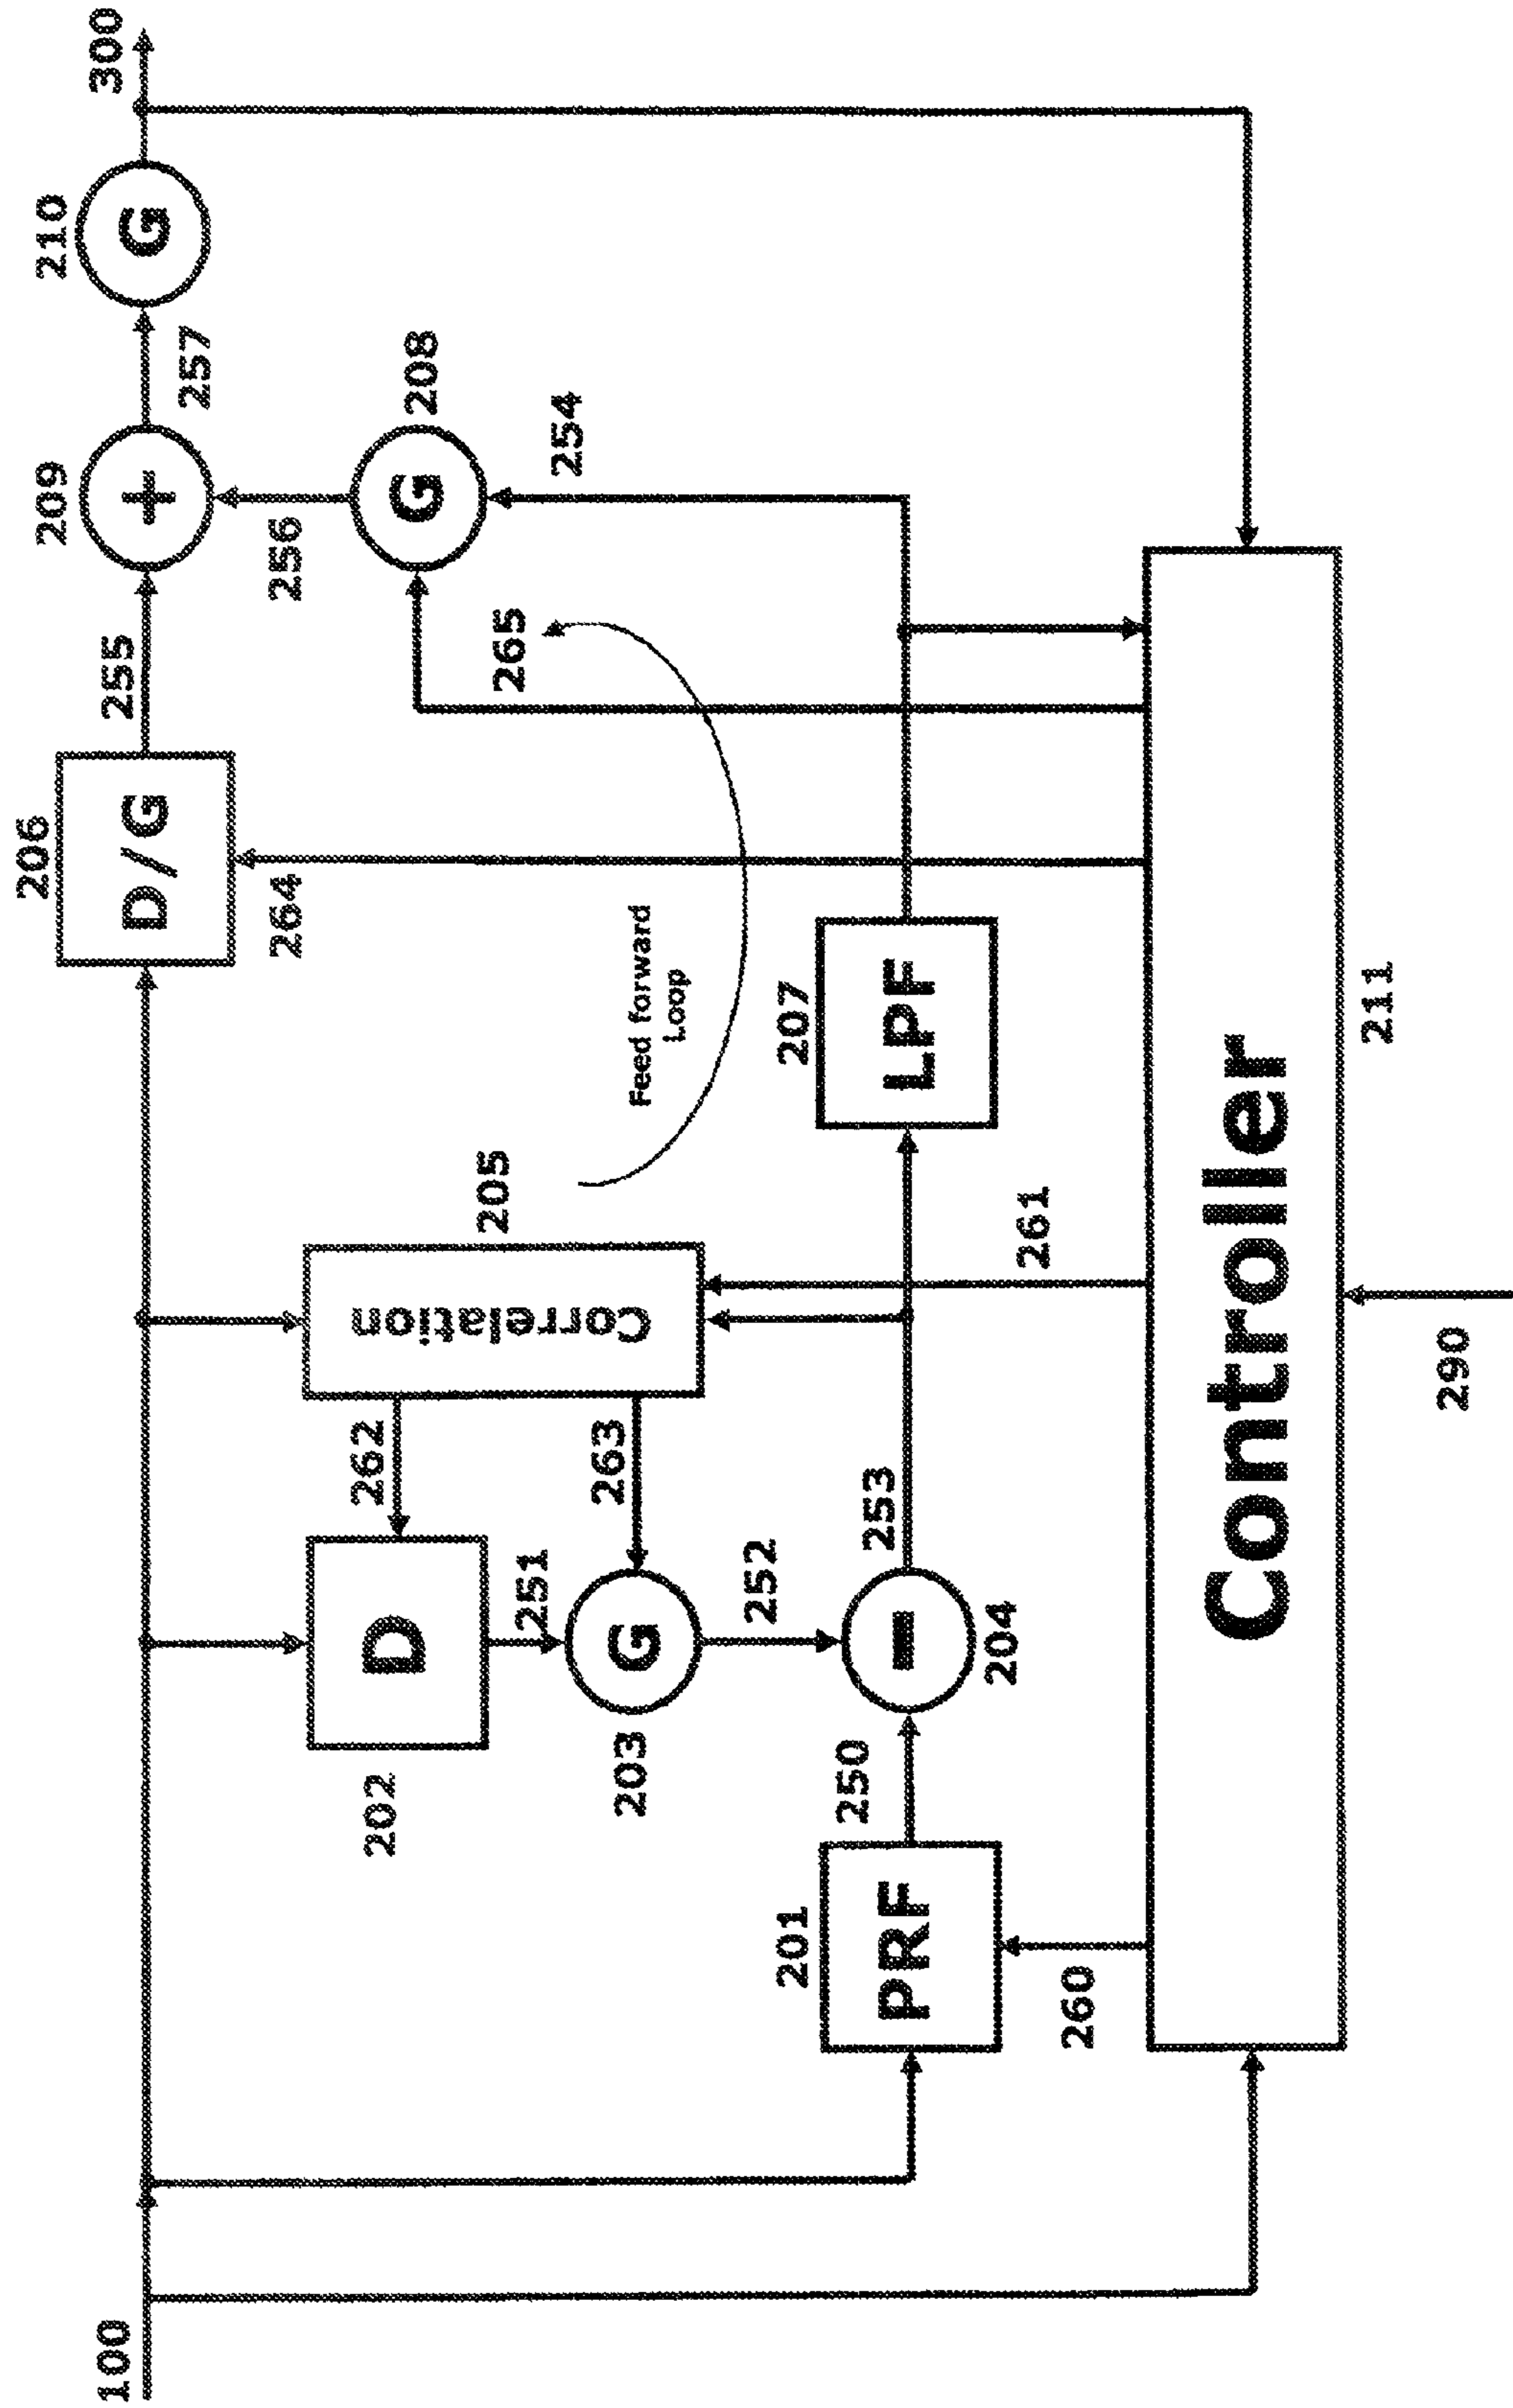 100
300
206
D/G
255
209
+
257
210
G
264
256
265
208
G
254
Feed forward
Loop
202
D
262
205
Correlation
251
263
203
G
252
207
LPF
201
PRF
250
204
−
253
261
260
Controller
211
290